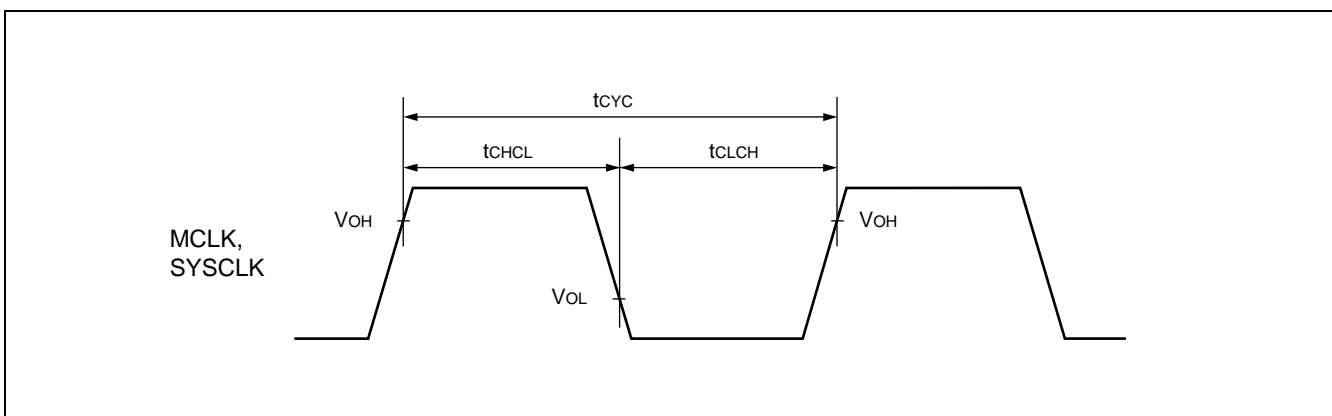 tCYC
tCHCL
tCLCH
VOH
VOH
MCLK,
SYSCLK
VOL